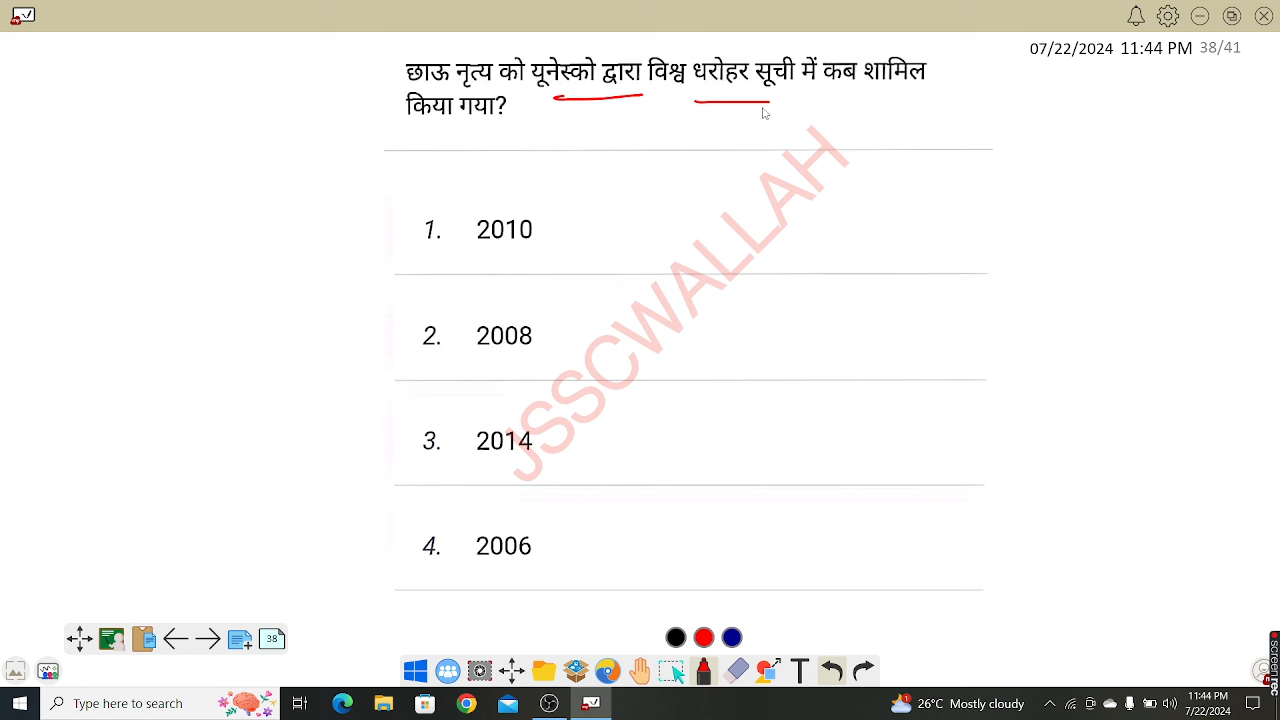 07/22/2024 11:44 PM 38/41
छाऊ नृत्य को यूनेस्को द्वारा विश्व धरोहर सूची में कब शामिल
किया गया?
1. 2010
2. 2008
3. 2014
4. 2006
JSSCWALLAH
38
Type here to search
26°C Mostly cloudy
11:44 PM
7/22/2024